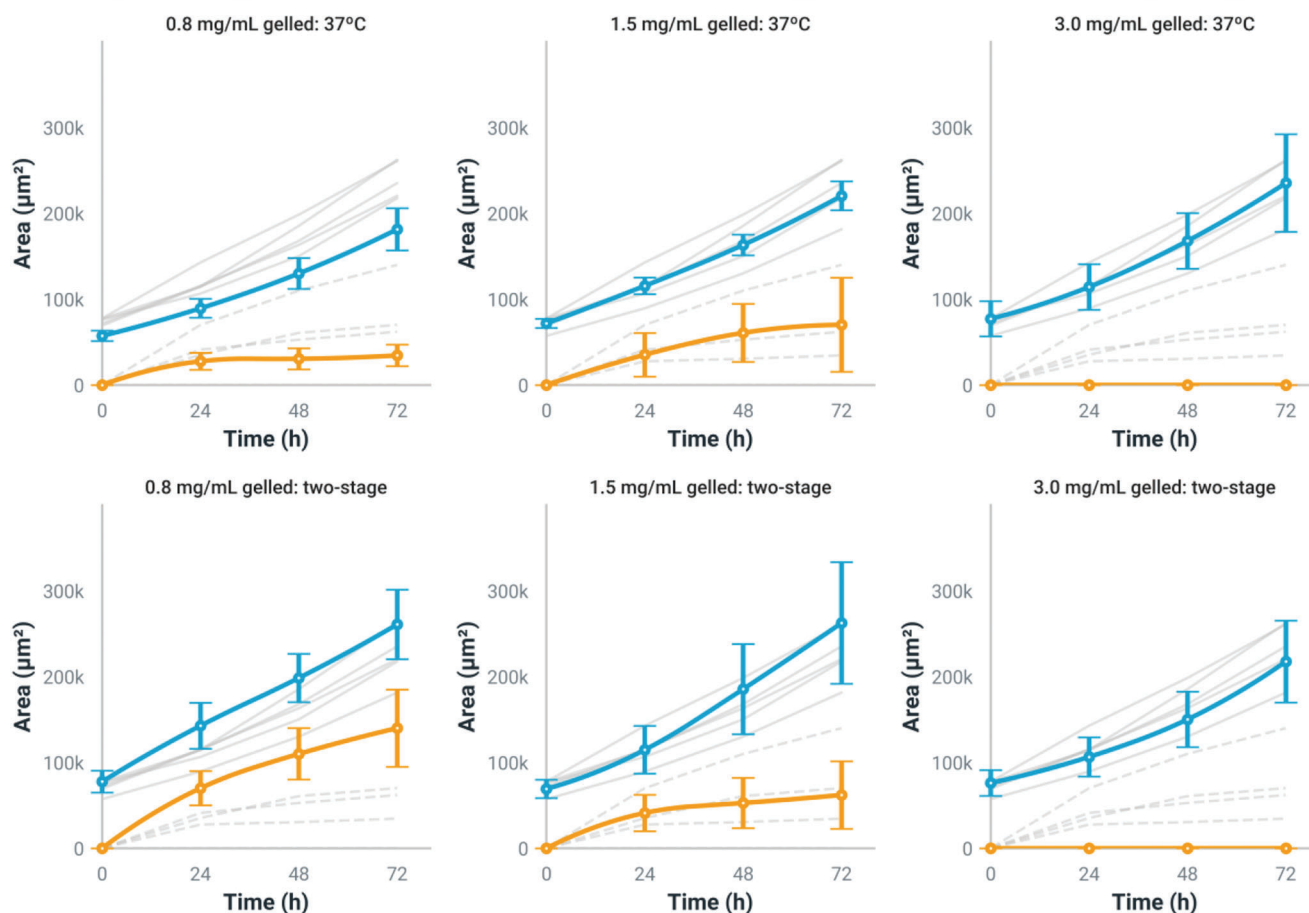 0.8 mg/mL gelled: 37ºC
1.5 mg/mL gelled: 37ºC
3.0 mg/mL gelled: 37ºC
Area (µm²)
300k
200k
100k
0
0
24
48
72
Time (h)
Area (µm²)
300k
200k
100k
0
0
24
48
72
Time (h)
Area (µm²)
300k
200k
100k
0
0
24
48
72
Time (h)
0.8 mg/mL gelled: two-stage
1.5 mg/mL gelled: two-stage
3.0 mg/mL gelled: two-stage
Area (µm²)
300k
200k
100k
0
0
24
48
72
Time (h)
Area (µm²)
300k
200k
100k
0
0
24
48
72
Time (h)
Area (µm²)
300k
200k
100k
0
0
24
48
72
Time (h)